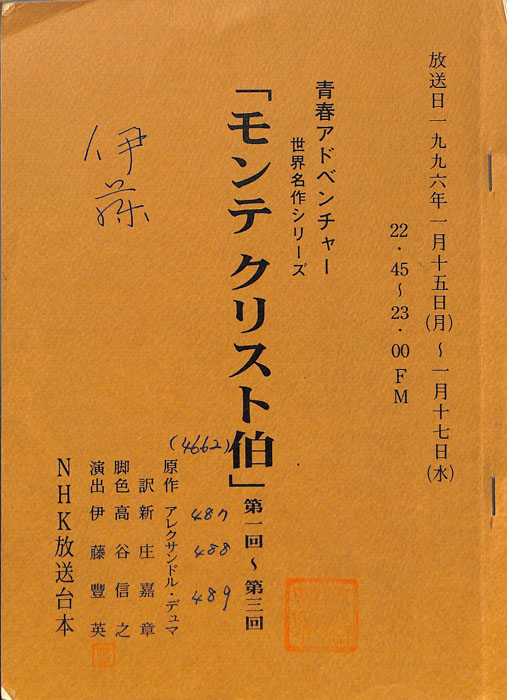 放送日一九九六年一月十五日(月)～一月十七日(水)
22・45～23・00 FM
青春アドベンチャー
世界名作シリーズ
「モンテ クリスト伯」第一回～第三回
(4662)
487
488
489
原作 アレクサンドル・デュマ
訳 新庄嘉章
脚色 高谷信之
演出 伊藤豐英
NHK放送台本
伊藤